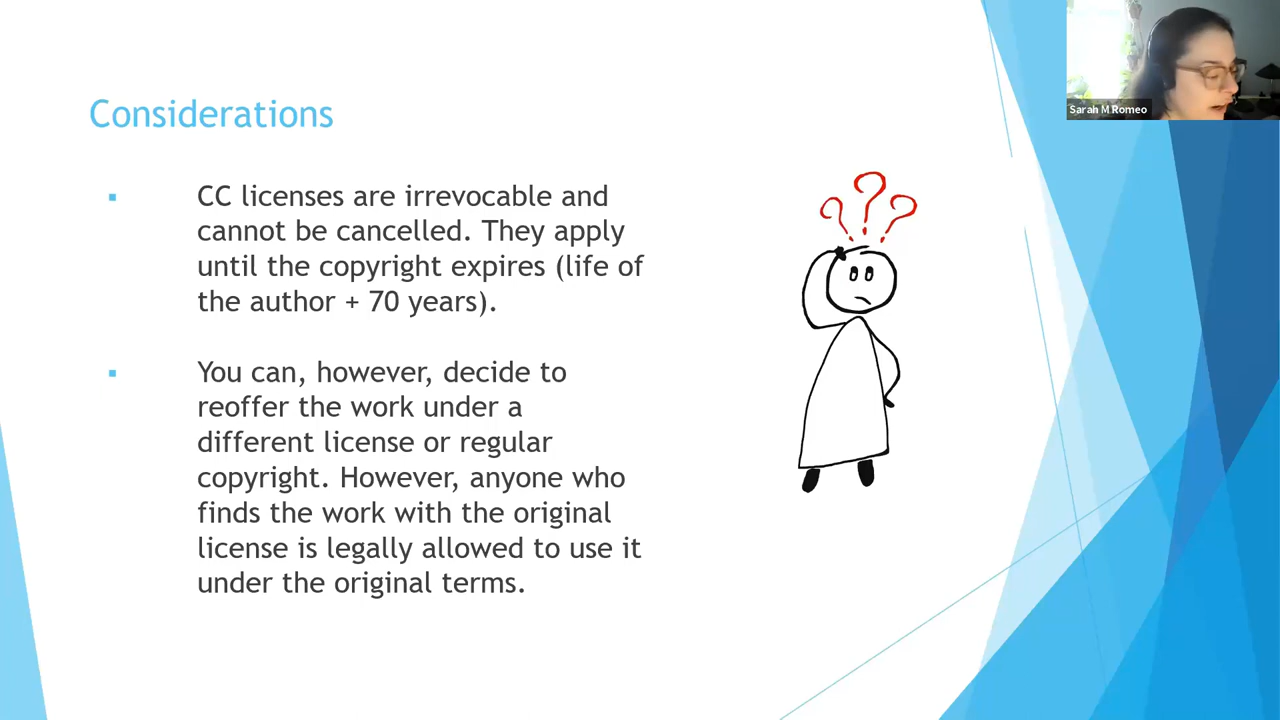 Considerations
CC licenses are irrevocable and
cannot be cancelled. They apply
until the copyright expires (life of
the author + 70 years).
You can, however, decide to
reoffer the work under a
different license or regular
copyright. However, anyone who
finds the work with the original
license is legally allowed to use it
under the original terms.
???
Sarah M Romeo